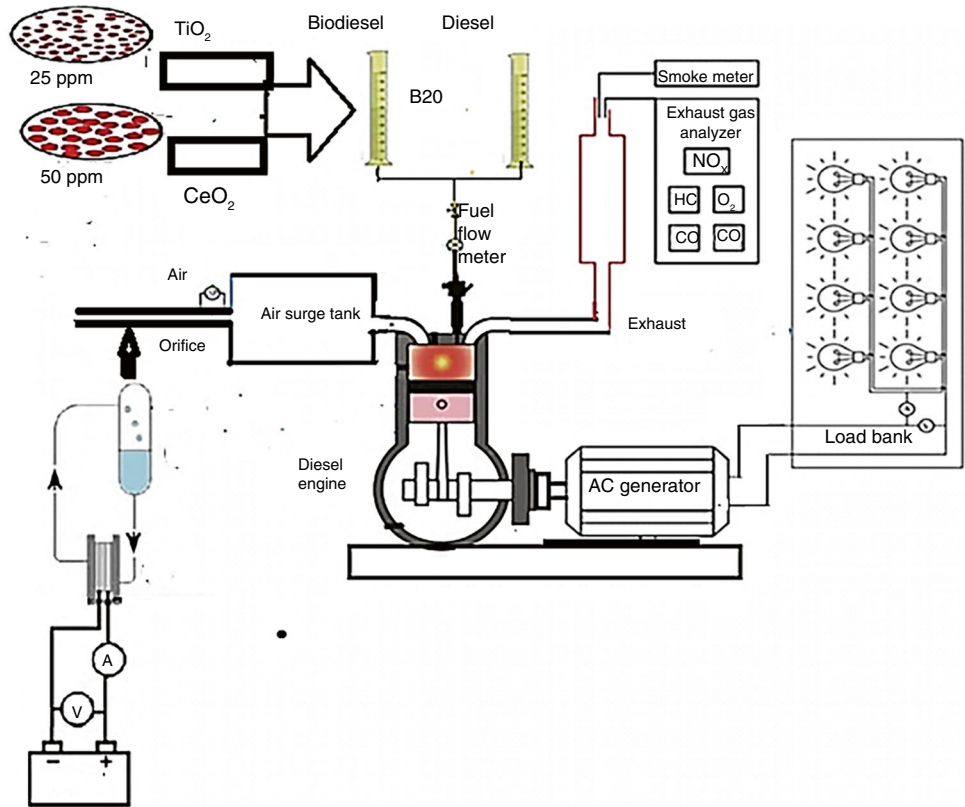 TiO₂
25 ppm
50 ppm
CeO₂
Biodiesel
Diesel
B20
Fuel
flow
meter
Smoke meter
Exhaust gas
analyzer
NOₓ
HC
O₂
CO
CO
Air
Orifice
Air surge tank
Exhaust
Diesel
engine
AC generator
Load bank
A
V
− +